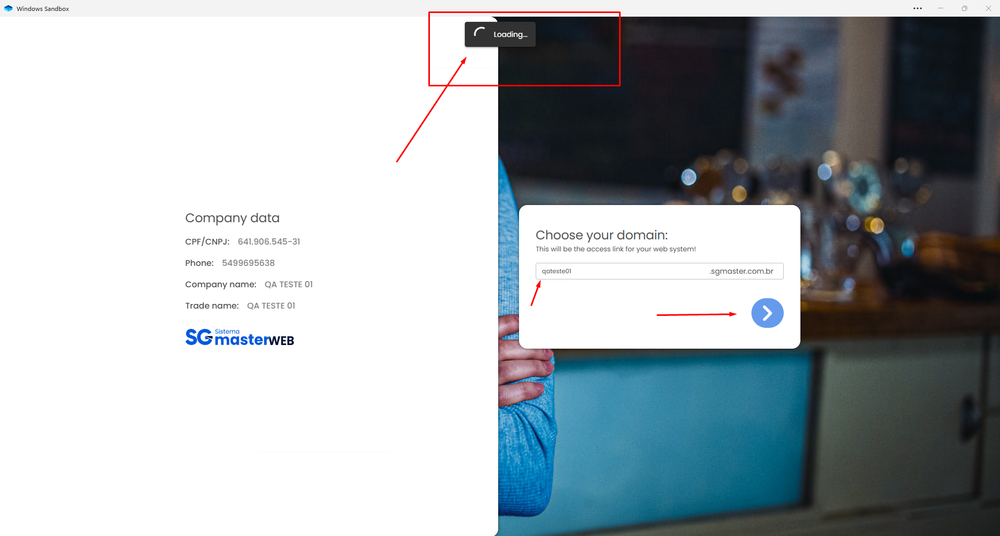 Windows Sandbox
Loading...
Company data
CPF/CNPJ: 641.906.545-31
Phone: 5499695638
Company name: QA TESTE 01
Trade name: QA TESTE 01
SG Sistema masterWEB
Choose your domain:
This will be the access link for your web system!
qateste01 .sgmaster.com.br